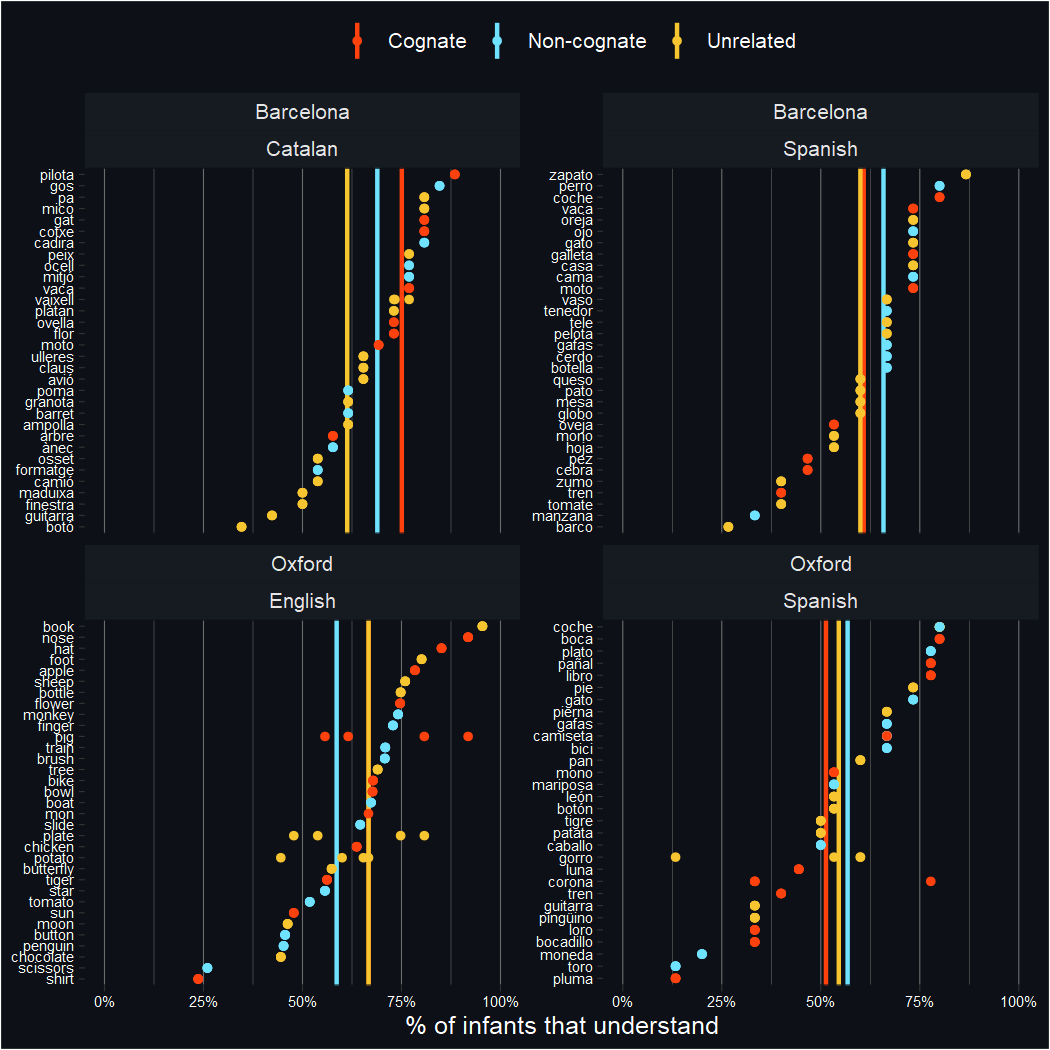 Cognate Non-cognate Unrelated
Barcelona
Catalan
pilota
gos
pa
mico
gat
cotxe
cadira
peix
ocell
mitjó
vaca
vaixell
plàtan
ovella
flor
moto
ulleres
claus
avió
poma
granota
barret
ampolla
arbre
ànec
osset
formatge
camió
maduixa
finestra
guitarra
botó
Barcelona
Spanish
zapato
perro
coche
vaca
oreja
ojo
gato
galleta
casa
cama
moto
vaso
tenedor
tele
pelota
gafas
cerdo
botella
queso
pato
mesa
globo
oveja
mono
hoja
pez
cebra
zumo
tren
tomate
manzana
barco
Oxford
English
book
nose
hat
foot
apple
sheep
bottle
flower
monkey
finger
pig
train
brush
tree
bike
bowl
boat
mon
slide
plate
chicken
potato
butterfly
tiger
star
tomato
sun
moon
button
penguin
chocolate
scissors
shirt
0% 25% 50% 75% 100%
Oxford
Spanish
coche
boca
plato
pañal
libro
pie
gato
pierna
gafas
camiseta
bici
pan
mono
mariposa
león
botón
tigre
patata
caballo
gorro
luna
corona
tren
guitarra
pingüino
loro
bocadillo
moneda
toro
pluma
0% 25% 50% 75% 100%
% of infants that understand